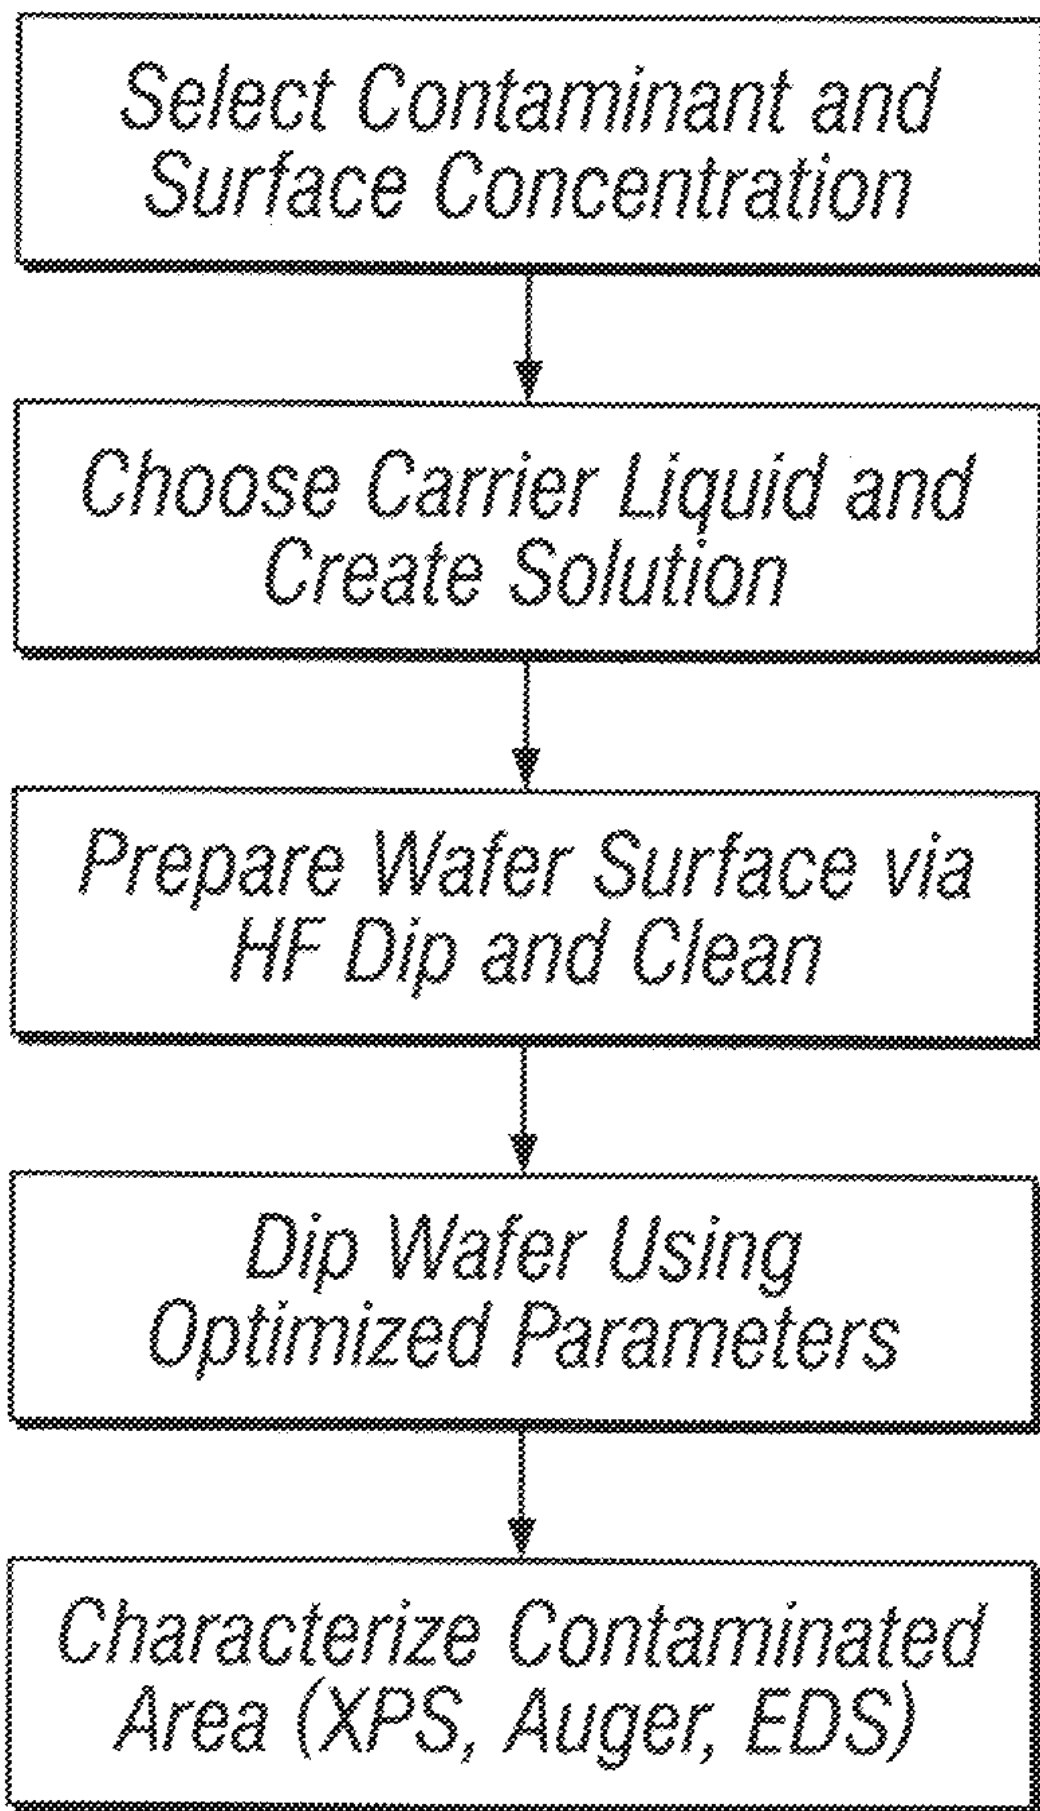 Select Contaminant and
Surface Concentration
Choose Carrier Liquid and
Create Solution
Prepare Wafer Surface via
HF Dip and Clean
Dip Wafer Using
Optimized Parameters
Characterize Contaminated
Area (XPS, Auger, EDS)